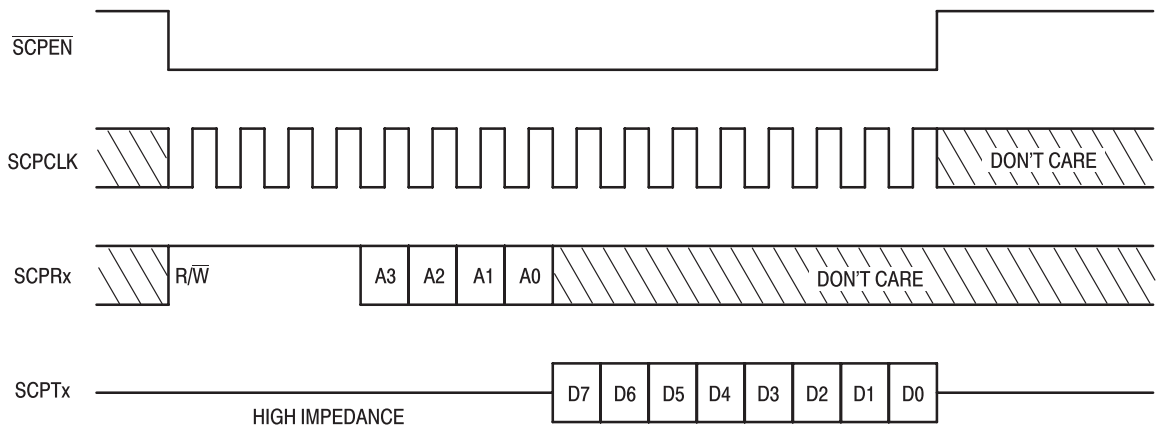 S̅C̅P̅E̅N̅
SCPCLK
DON'T CARE
SCPRx
R/W̅
A3
A2
A1
A0
DON'T CARE
SCPTx
HIGH IMPEDANCE
D7
D6
D5
D4
D3
D2
D1
D0